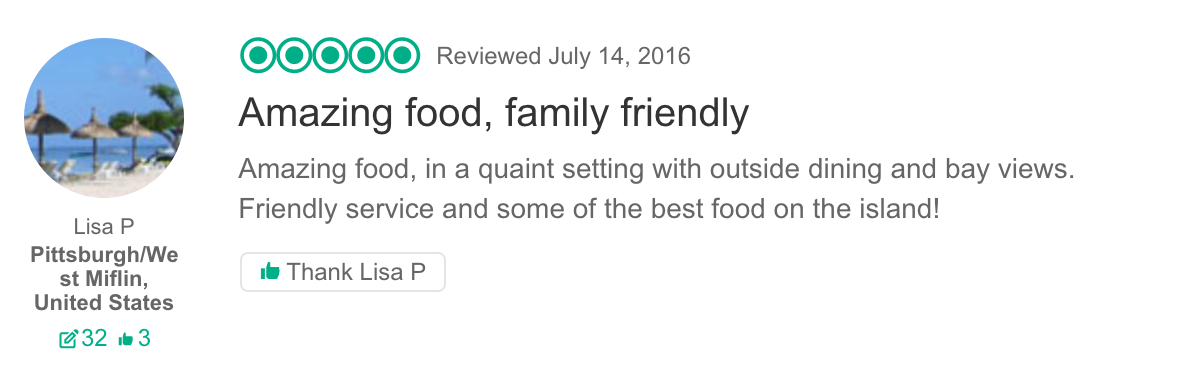 Reviewed July 14, 2016
Amazing food, family friendly
Amazing food, in a quaint setting with outside dining and bay views.
Friendly service and some of the best food on the island!
Thank Lisa P
Lisa P
Pittsburgh/We
st Miflin,
United States
32 3